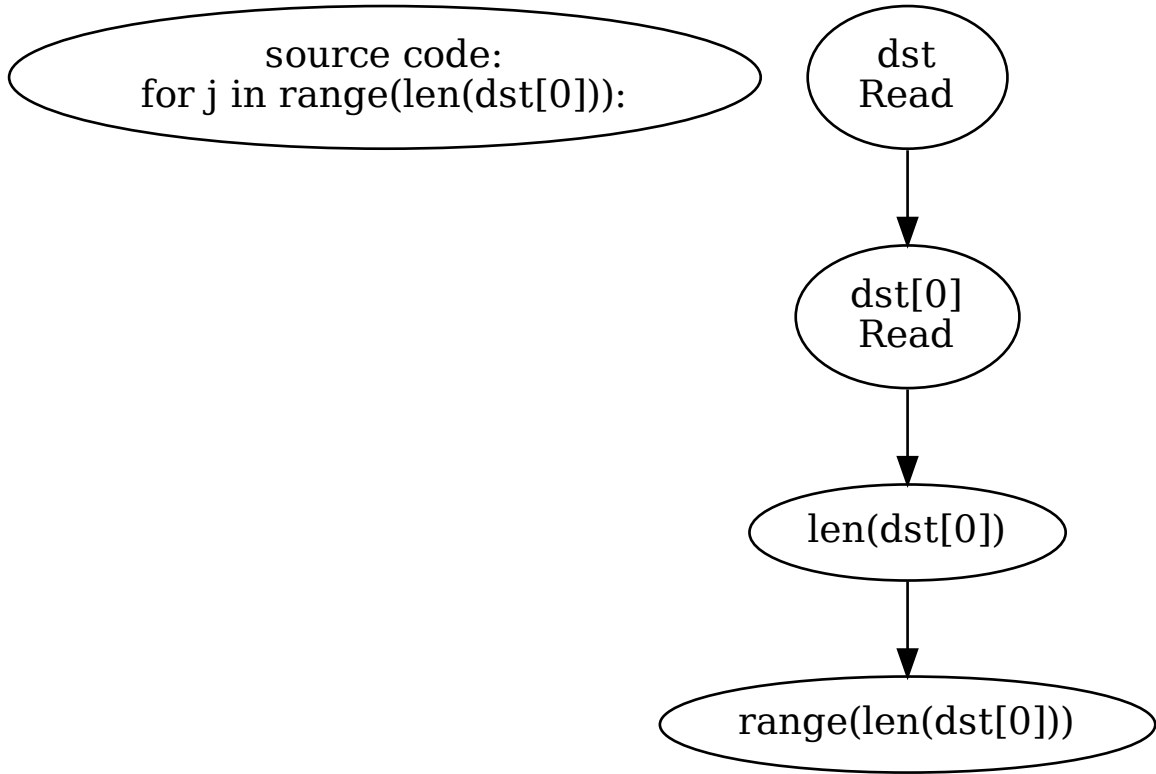 source code:
for j in range(len(dst[0])):
dst
Read
dst[0]
Read
len(dst[0])
range(len(dst[0]))